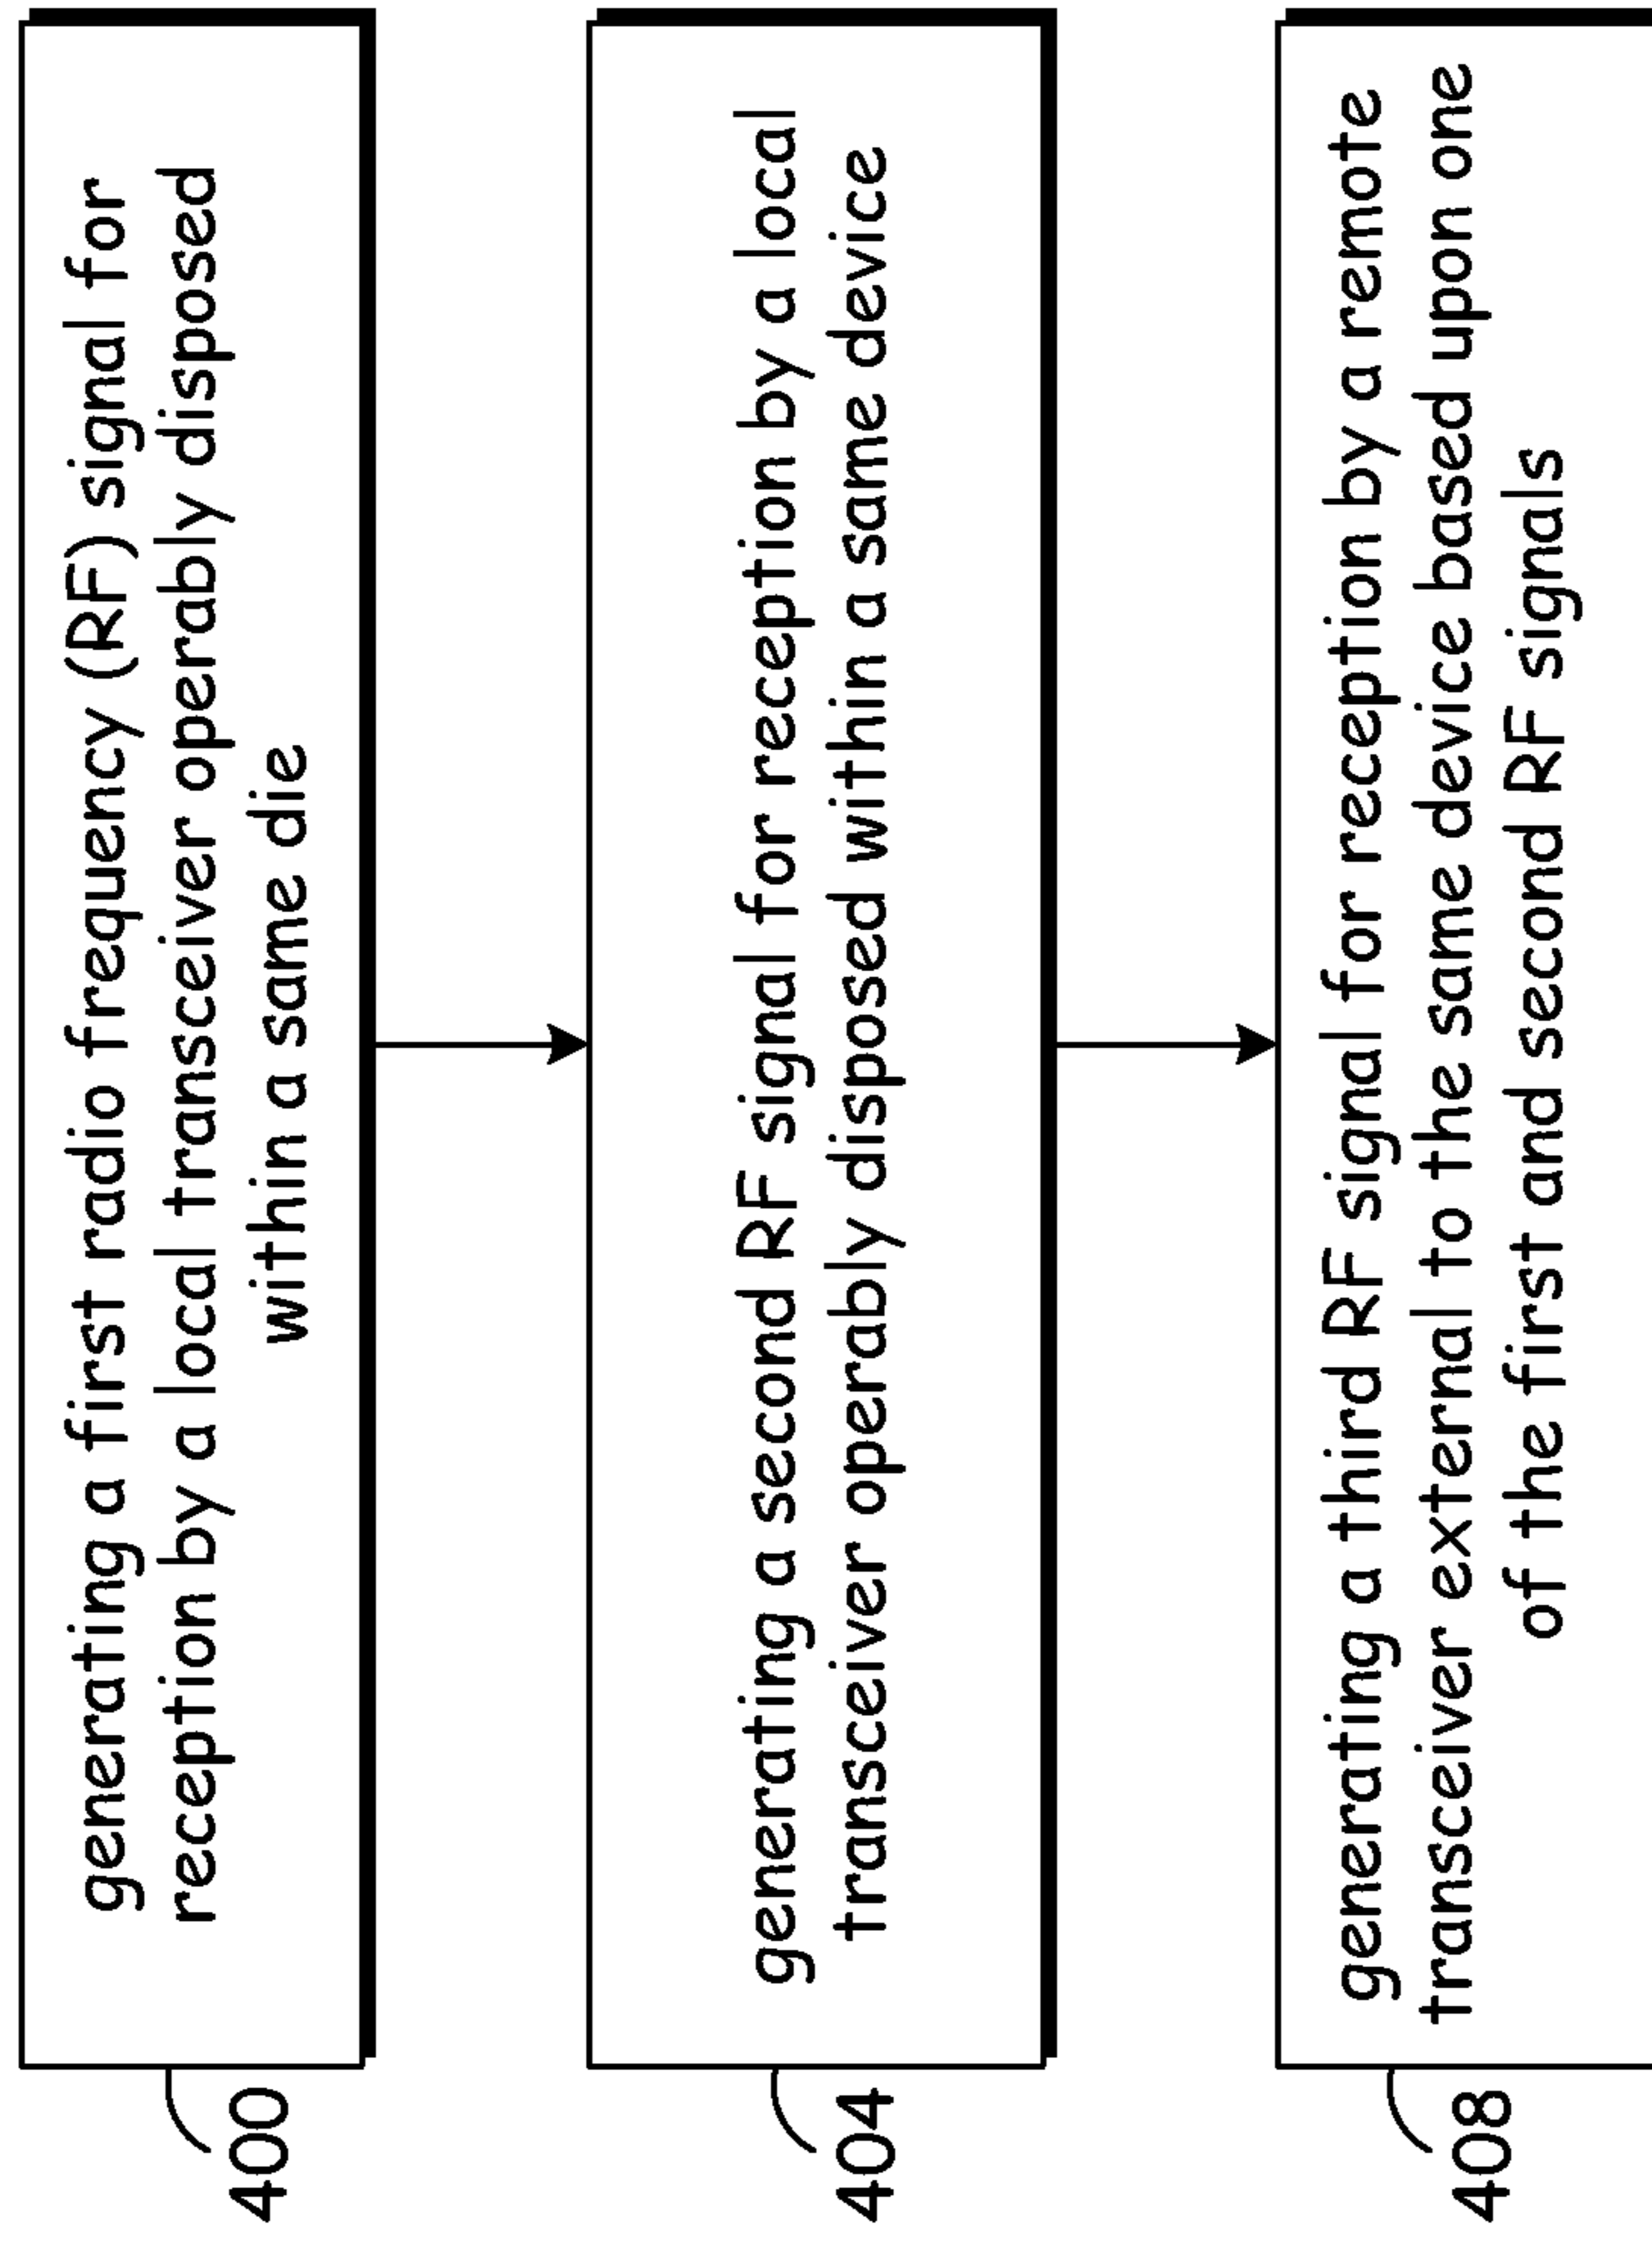 generating a first radio frequency (RF) signal for
reception by a local transceiver operably disposed
within a same die
400
generating a second RF signal for reception by a local
transceiver operably disposed within a same device
404
generating a third RF signal for reception by a remote
transceiver external to the same device based upon one
of the first and second RF signals
408